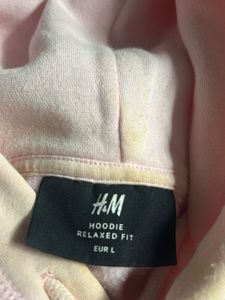 H&M
HOODIE
RELAXED FIT
EUR L